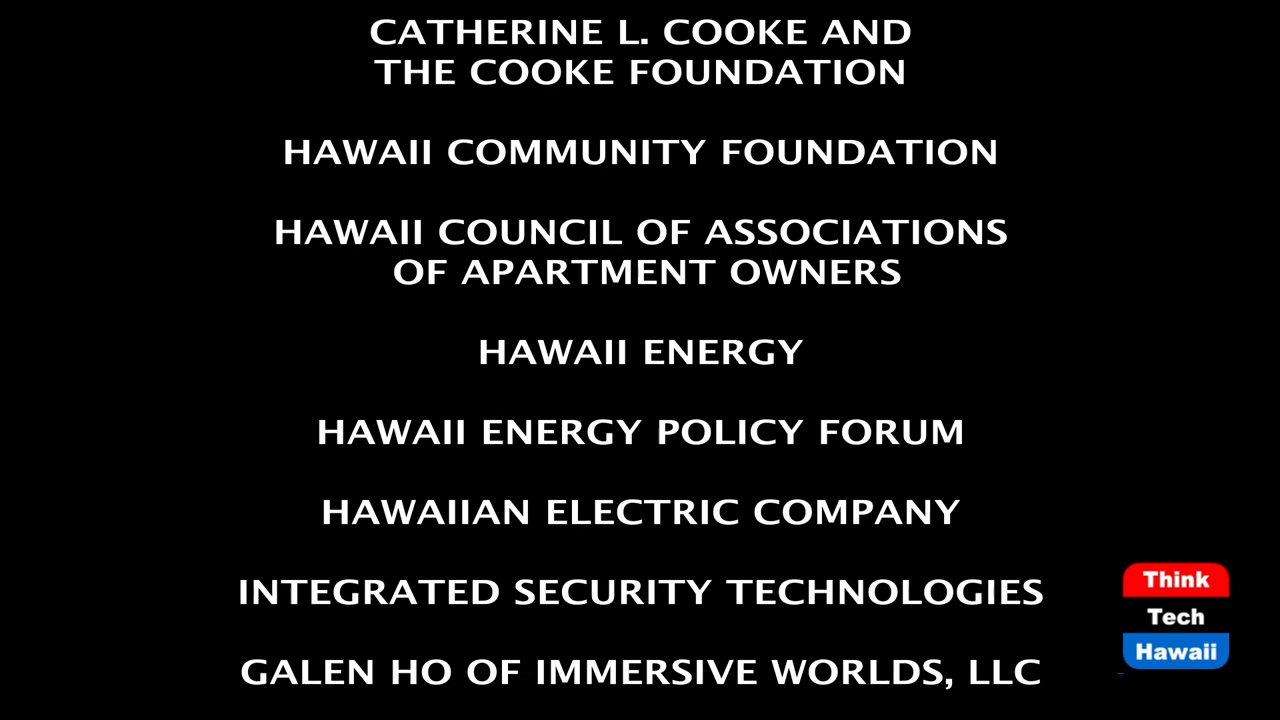 CATHERINE L. COOKE AND
THE COOKE FOUNDATION
HAWAII COMMUNITY FOUNDATION
HAWAII COUNCIL OF ASSOCIATIONS
OF APARTMENT OWNERS
HAWAII ENERGY
HAWAII ENERGY POLICY FORUM
HAWAIIAN ELECTRIC COMPANY
INTEGRATED SECURITY TECHNOLOGIES
GALEN HO OF IMMERSIVE WORLDS, LLC
Think
Tech
Hawaii